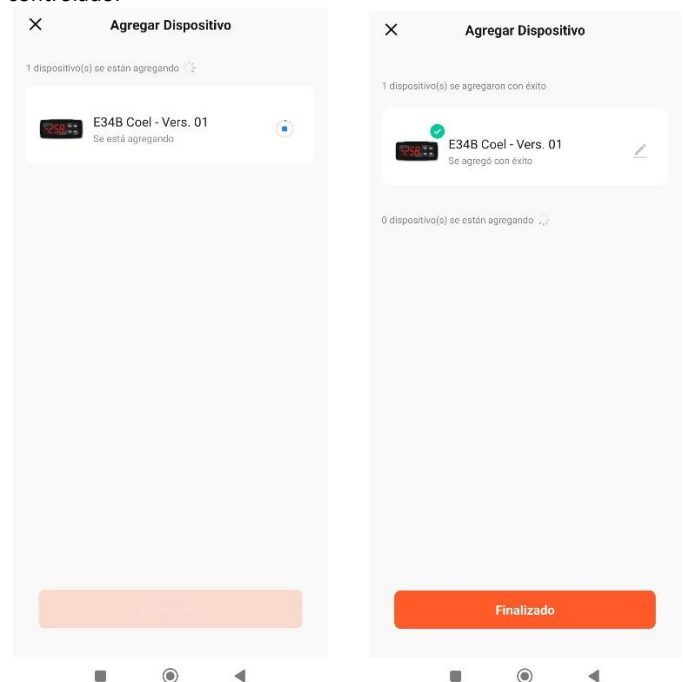 controlador
Agregar Dispositivo
1 dispositivo(s) se están agregando
E34B Coel - Vers. 01
Se está agregando
Agregar Dispositivo
1 dispositivo(s) se agregaron con éxito
E34B Coel - Vers. 01
Se agregó con éxito
0 dispositivo(s) se están agregando
Finalizado